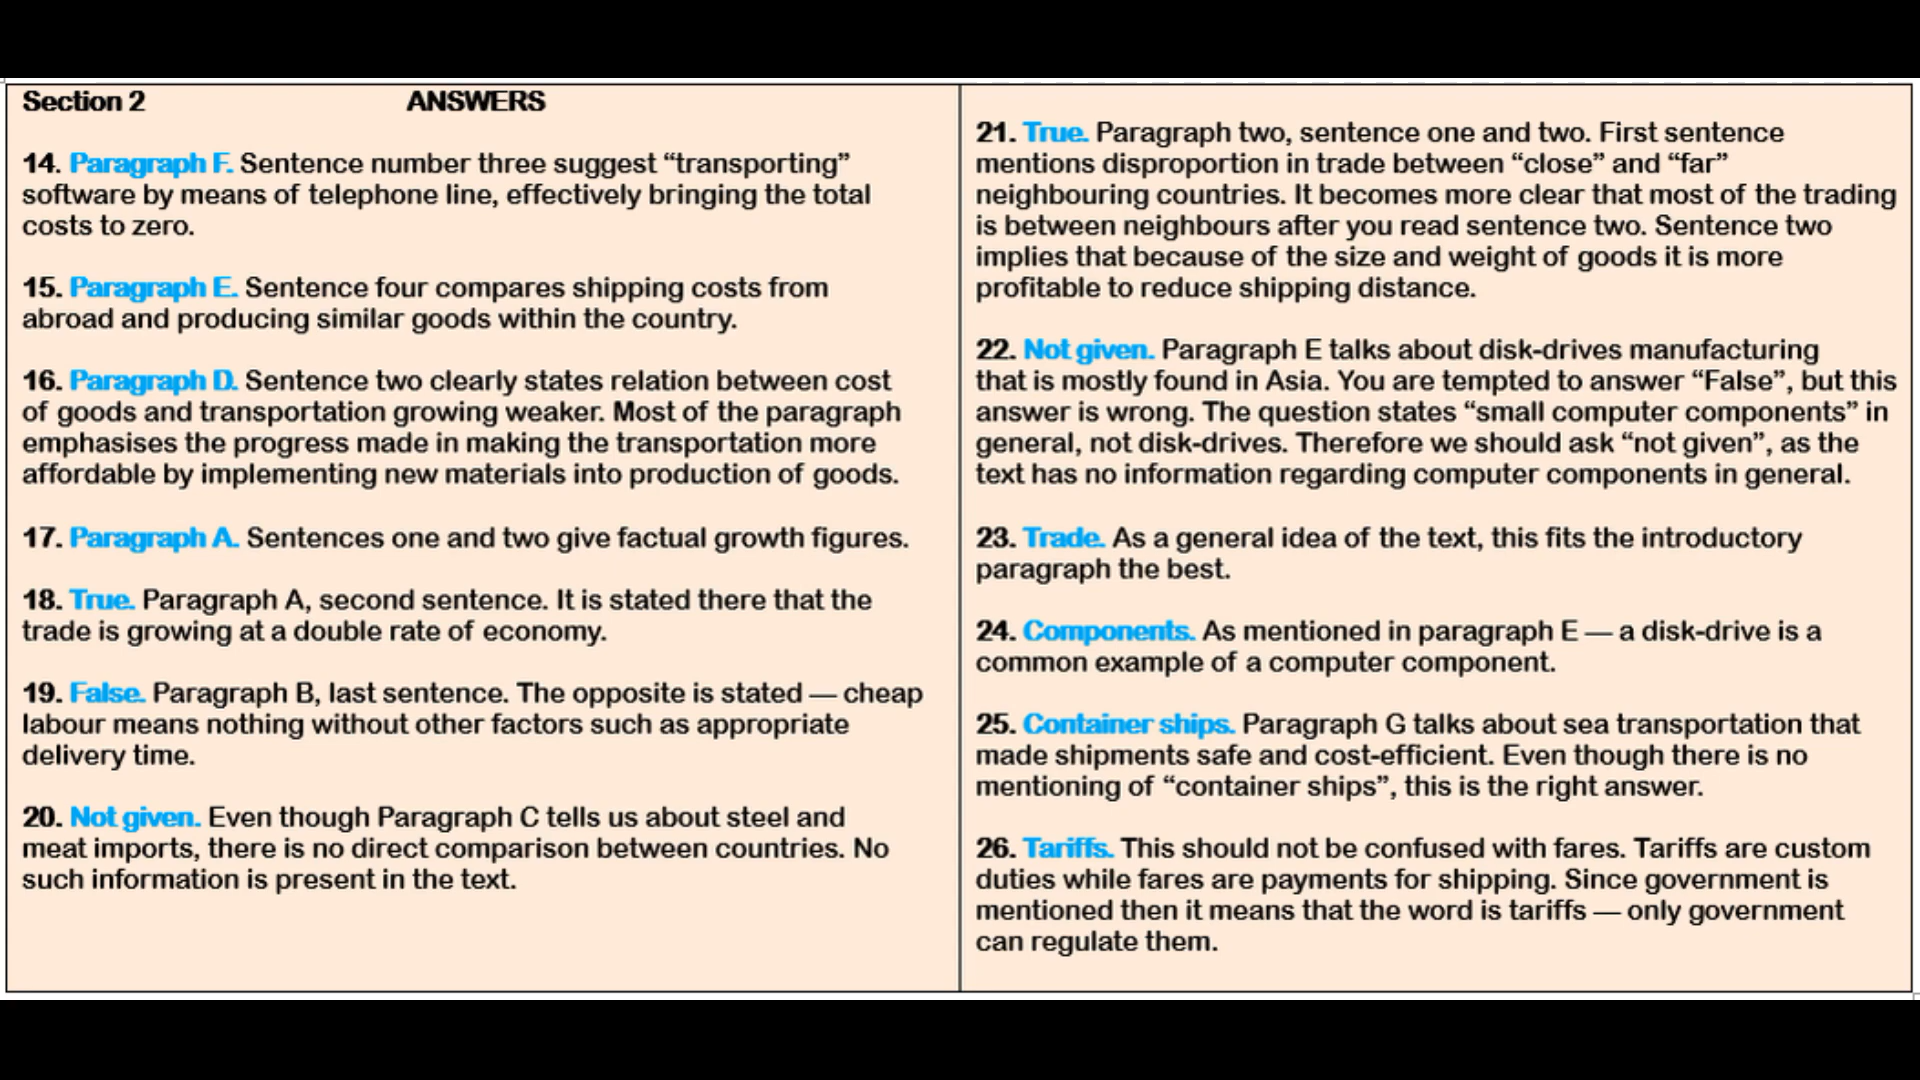 Section 2 ANSWERS
14. Paragraph F. Sentence number three suggest “transporting”
software by means of telephone line, effectively bringing the total
costs to zero.
15. Paragraph E. Sentence four compares shipping costs from
abroad and producing similar goods within the country.
16. Paragraph D. Sentence two clearly states relation between cost
of goods and transportation growing weaker. Most of the paragraph
emphasises the progress made in making the transportation more
affordable by implementing new materials into production of goods.
17. Paragraph A. Sentences one and two give factual growth figures.
18. True. Paragraph A, second sentence. It is stated there that the
trade is growing at a double rate of economy.
19. False. Paragraph B, last sentence. The opposite is stated — cheap
labour means nothing without other factors such as appropriate
delivery time.
20. Not given. Even though Paragraph C tells us about steel and
meat imports, there is no direct comparison between countries. No
such information is present in the text.
21. True. Paragraph two, sentence one and two. First sentence
mentions disproportion in trade between “close” and “far”
neighbouring countries. It becomes more clear that most of the trading
is between neighbours after you read sentence two. Sentence two
implies that because of the size and weight of goods it is more
profitable to reduce shipping distance.
22. Not given. Paragraph E talks about disk-drives manufacturing
that is mostly found in Asia. You are tempted to answer “False”, but this
answer is wrong. The question states “small computer components” in
general, not disk-drives. Therefore we should ask “not given”, as the
text has no information regarding computer components in general.
23. Trade. As a general idea of the text, this fits the introductory
paragraph the best.
24. Components. As mentioned in paragraph E — a disk-drive is a
common example of a computer component.
25. Container ships. Paragraph G talks about sea transportation that
made shipments safe and cost-efficient. Even though there is no
mentioning of “container ships”, this is the right answer.
26. Tariffs. This should not be confused with fares. Tariffs are custom
duties while fares are payments for shipping. Since government is
mentioned then it means that the word is tariffs — only government
can regulate them.